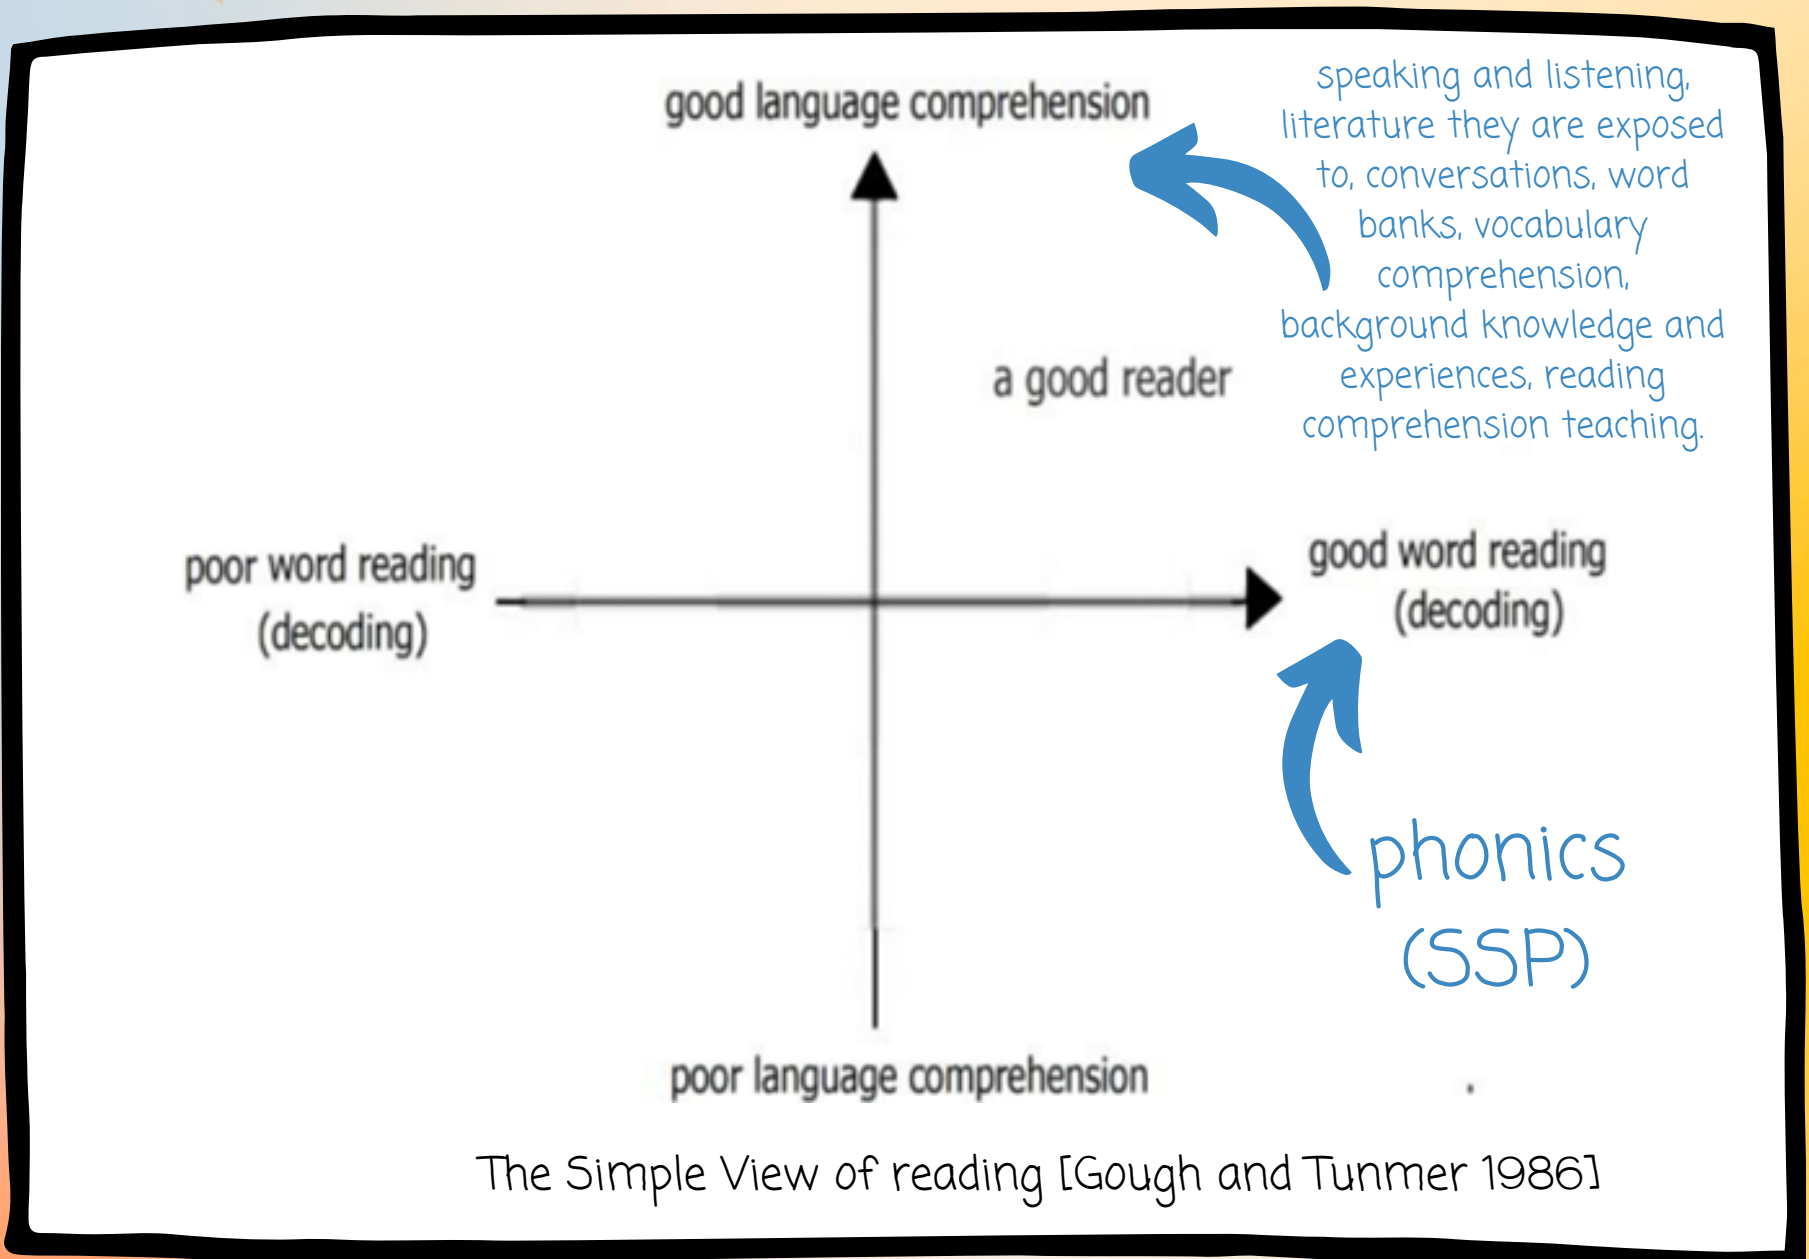 good language comprehension
speaking and listening,
literature they are exposed
to, conversations, word
banks, vocabulary
comprehension,
background knowledge and
experiences, reading
comprehension teaching.
a good reader
poor word reading
(decoding)
good word reading
(decoding)
phonics
(SSP)
poor language comprehension
.
The Simple View of reading [Gough and Tunmer 1986]